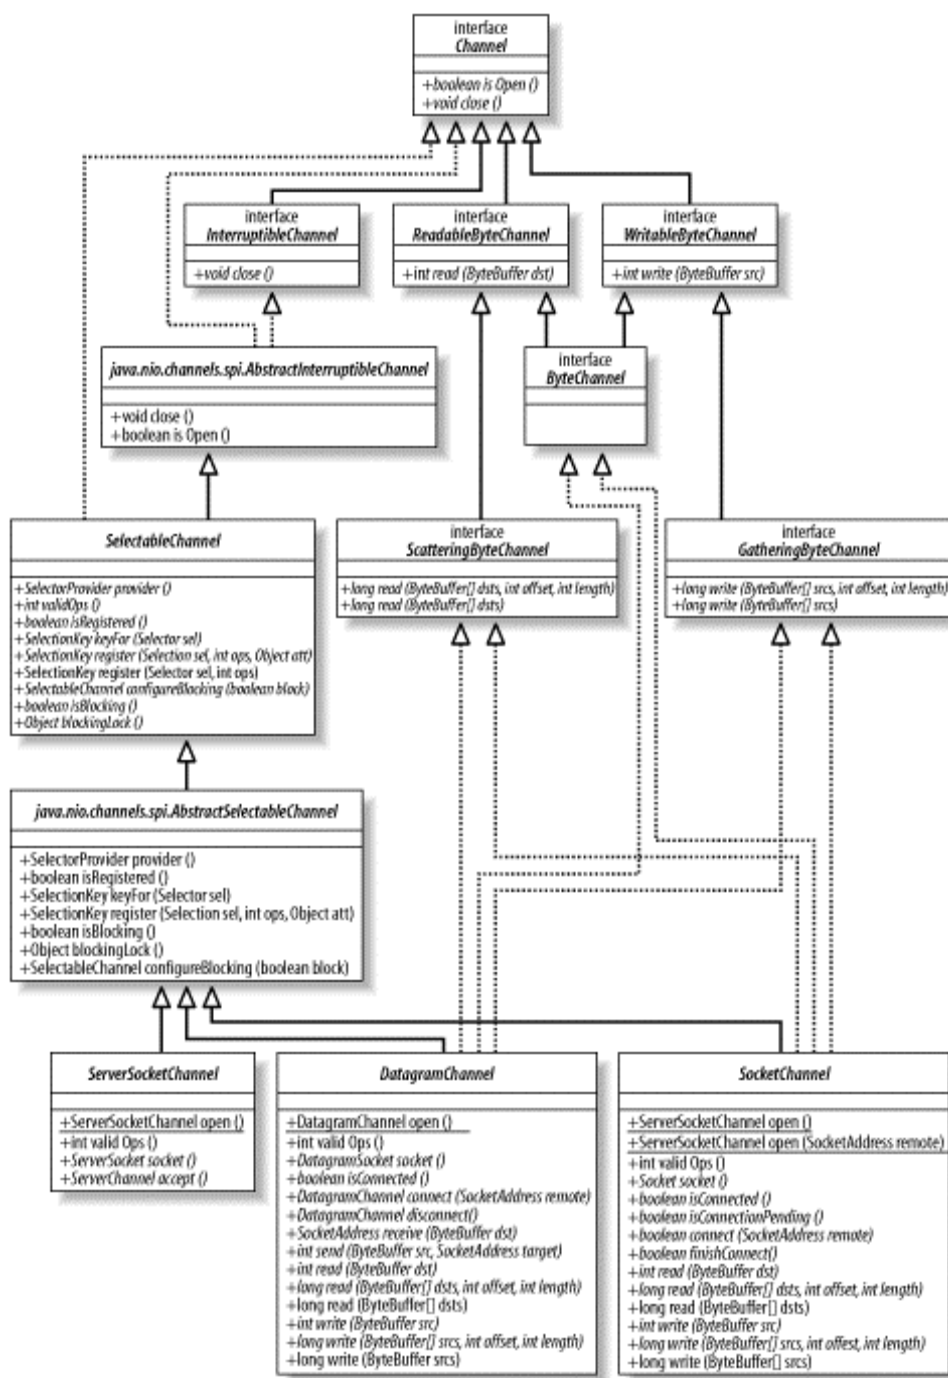 interface
Channel
+boolean is Open ()
+void close ()
interface
InterruptibleChannel
+void close ()
interface
ReadableByteChannel
+int read (ByteBuffer dst)
interface
WritableByteChannel
+int write (ByteBuffer src)
java.nio.channels.spi.AbstractInterruptibleChannel
+void close ()
+boolean is Open ()
interface
ByteChannel
SelectableChannel
+SelectorProvider provider ()
+int validOps ()
+boolean isRegistered ()
+SelectionKey keyFor (Selector sel)
+SelectionKey register (Selection sel, int ops, Object att)
+SelectionKey register (Selector sel, int ops)
+SelectableChannel configureBlocking (boolean block)
+boolean isBlocking ()
+Object blockingLock ()
interface
ScatteringByteChannel
+long read (ByteBuffer[] dsts, int offset, int length)
+long read (ByteBuffer[] dsts)
interface
GatheringByteChannel
+long write (ByteBuffer[] srcs, int offset, int length)
+long write (ByteBuffer[] srcs)
java.nio.channels.spi.AbstractSelectableChannel
+SelectorProvider provider ()
+boolean isRegistered ()
+SelectionKey keyFor (Selector sel)
+SelectionKey register (Selection sel, int ops, Object att)
+boolean isBlocking ()
+Object blockingLock ()
+SelectableChannel configureBlocking (boolean block)
ServerSocketChannel
+ServerSocketChannel open ()
+int valid Ops ()
+ServerSocket socket ()
+ServerChannel accept ()
DatagramChannel
+DatagramChannel open ()
+int valid Ops ()
+DatagramSocket socket ()
+boolean isConnected ()
+DatagramChannel connect (SocketAddress remote)
+DatagramChannel disconnect()
+SocketAddress receive (ByteBuffer dst)
+int send (ByteBuffer src, SocketAddress target)
+int read (ByteBuffer dst)
+long read (ByteBuffer[] dsts, int offset, int length)
+long read (ByteBuffer[] dsts)
+int write (ByteBuffer src)
+long write (ByteBuffer[] srcs, int offset, int length)
+long write (ByteBuffer srcs)
SocketChannel
+ServerSocketChannel open ()
+ServerSocketChannel open (SocketAddress remote)
+int valid Ops ()
+Socket socket ()
+boolean isConnected ()
+boolean isConnectionPending ()
+boolean connect (SocketAddress remote)
+boolean finishConnect()
+int read (ByteBuffer dst)
+long read (ByteBuffer[] dsts, int offset, int length)
+long read (ByteBuffer[] dsts)
+int write (ByteBuffer src)
+long write (ByteBuffer[] srcs, int offest, int length)
+long write (ByteBuffer[] srcs)